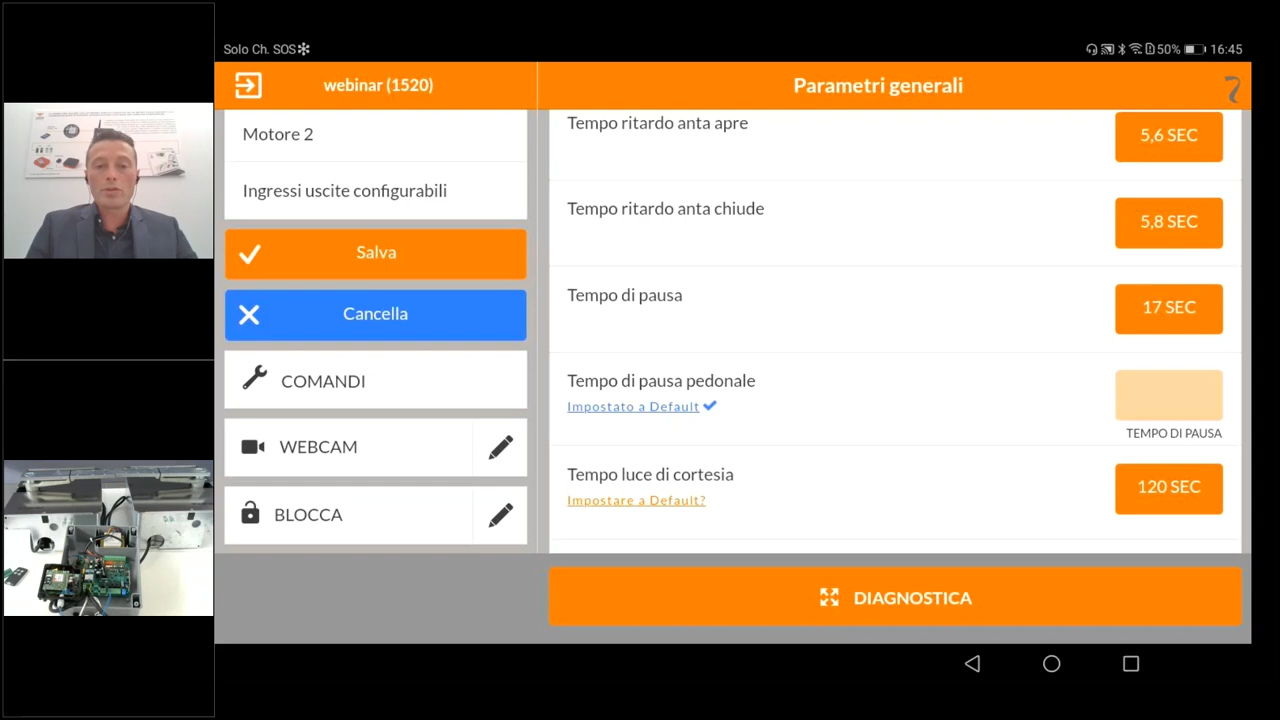 Solo Ch. SOS
50% 16:45
webinar (1520)
Parametri generali
Motore 2
Ingressi uscite configurabili
Salva
Cancella
COMANDI
WEBCAM
BLOCCA
Tempo ritardo anta apre
5,6 SEC
Tempo ritardo anta chiude
5,8 SEC
Tempo di pausa
17 SEC
Tempo di pausa pedonale
Impostato a Default
TEMPO DI PAUSA
Tempo luce di cortesia
Impostare a Default?
120 SEC
DIAGNOSTICA